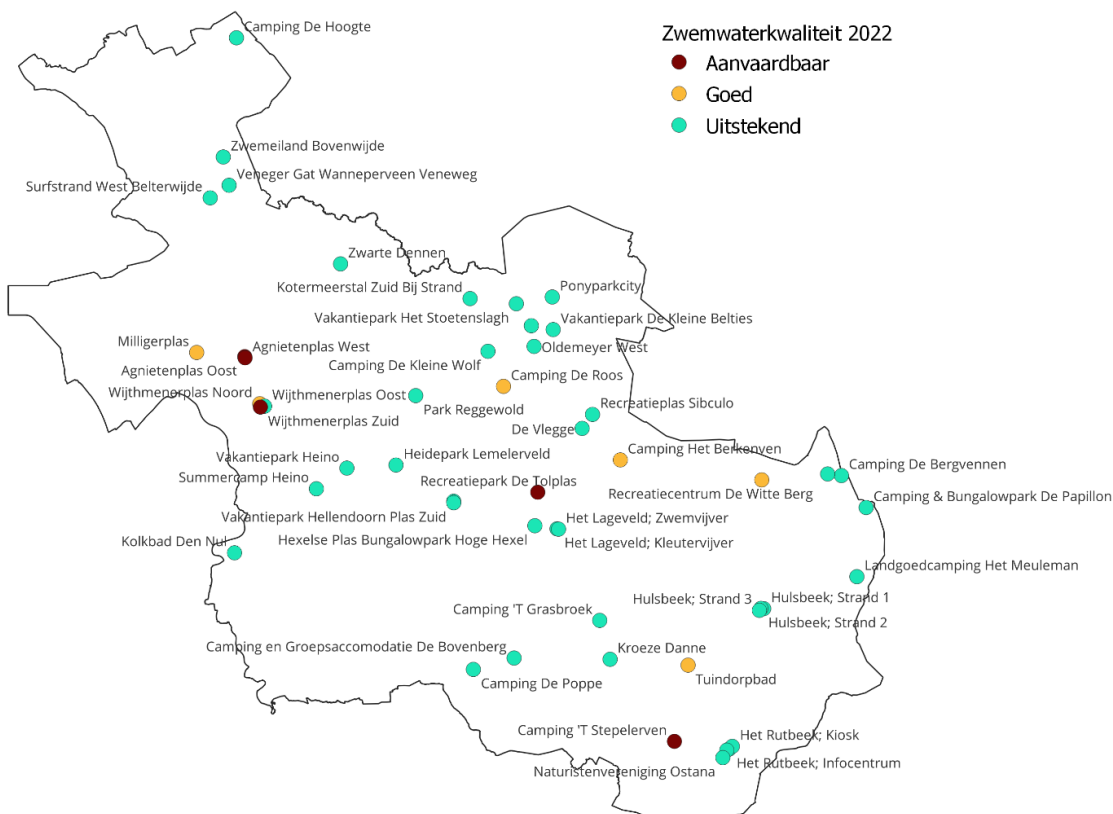 Camping De Hoogte
Zwemwaterkwaliteit 2022
Aanvaardbaar
Goed
Uitstekend
Zwemeiland Bovenwijde
Veneger Gat Wanneperveen Veneweg
Surfstrand West Belterwijde
Zwarte Dennen
Kotermeerstal Zuid Bij Strand
Ponyparkcity
Vakantiepark Het Stoetenslagh
Vakantiepark De Kleine Belties
Milligerplas
Agnietenplas West
Oldemeyer West
Agnietenplas Oost
Camping De Kleine Wolf
Camping De Roos
Wijthmenerplas Noord
Wijthmenerplas Oost
Park Reggewold
Recreatieplas Sibculo
Wijthmenerplas Zuid
De Vlegge
Camping Het Berkenven
Vakantiepark Heino
Heidepark Lemelerveld
Camping De Bergvennen
Summercamp Heino
Recreatiepark De Tolplas
Recreatiecentrum De Witte Berg
Camping & Bungalowpark De Papillon
Vakantiepark Hellendoorn Plas Zuid
Het Lageveld; Zwemvijver
Hexelse Plas Bungalowpark Hoge Hexel
Het Lageveld; Kleutervijver
Kolkbad Den Nul
Landgoedcamping Het Meuleman
Hulsbeek; Strand 3
Hulsbeek; Strand 1
Camping 'T Grasbroek
Hulsbeek; Strand 2
Camping en Groepsaccomodatie De Bovenberg
Kroeze Danne
Tuindorpbad
Camping De Poppe
Camping 'T Stepelerven
Het Rutbeek; Kiosk
Het Rutbeek; Infocentrum
Naturistenvereniging Ostana